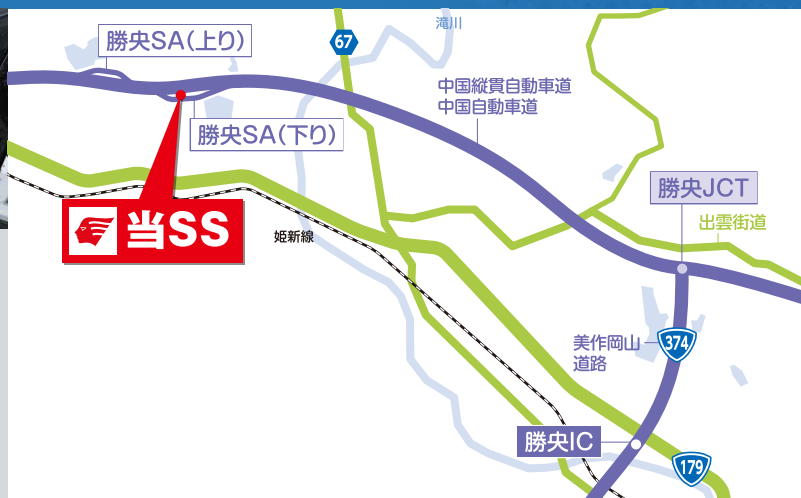 滝川
勝央SA(上り)
67
中国縦貫自動車道
中国自動車道
勝央SA(下り)
勝央JCT
当SS
出雲街道
姫新線
美作岡山
道路
374
勝央IC
179